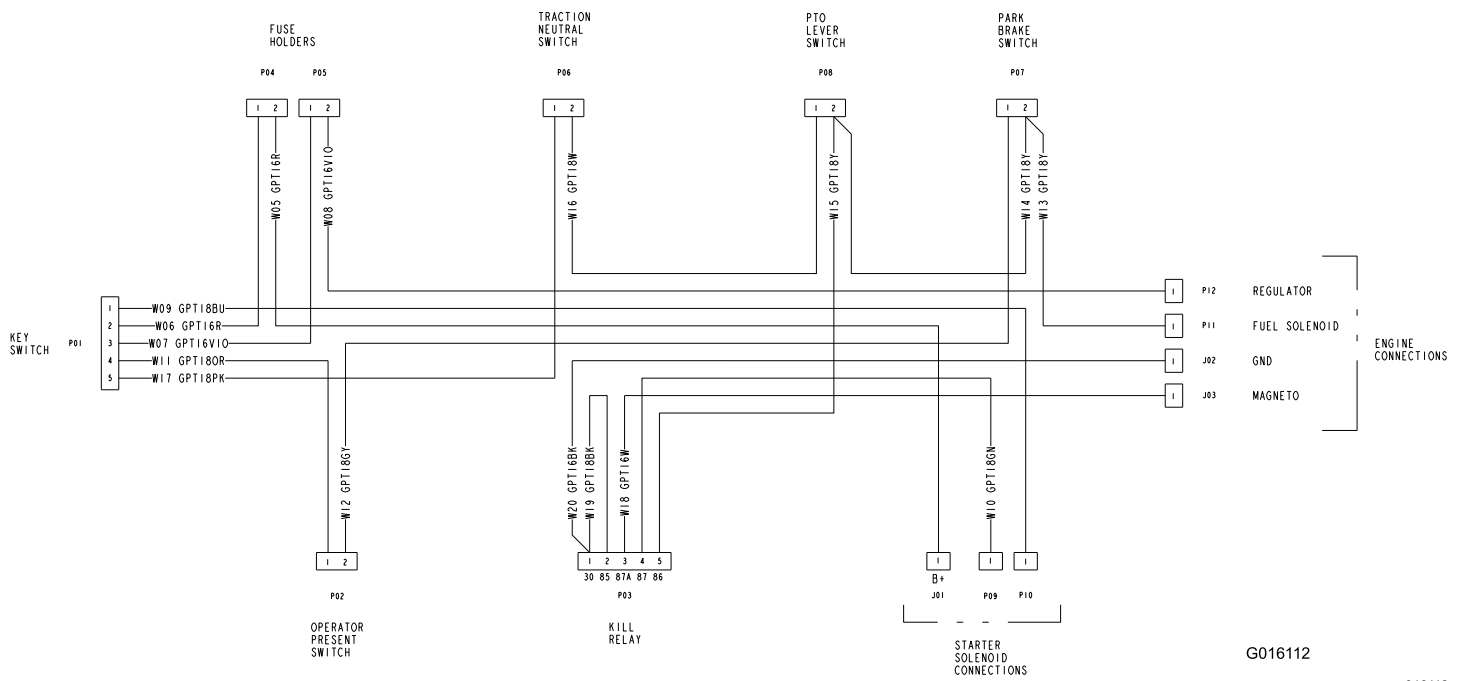 FUSE
HOLDERS
TRACTION
NEUTRAL
SWITCH
PTO
LEVER
SWITCH
PARK
BRAKE
SWITCH
P04
P05
P06
P08
P07
1 2
1 2
1 2
1 2
1 2
W05 GPT16R
W08 GPT16VIO
W16 GPT18W
W15 GPT18Y
W14 GPT18Y
W13 GPT18Y
KEY
SWITCH
P01
1
2
3
4
5
W09 GPT18BU
W06 GPT16R
W07 GPT16VIO
W11 GPT18OR
W17 GPT18PK
1 P12 REGULATOR
1 P11 FUEL SOLENOID
1 J02 GND
1 J03 MAGNETO
ENGINE
CONNECTIONS
W12 GPT18GY
W20 GPT16BK
W19 GPT18BK
W18 GPT16W
W10 GPT18GN
1 2
P02
OPERATOR
PRESENT
SWITCH
1 2 3 4 5
30 85 87A 87 86
P03
KILL
RELAY
1
1
1
B+
J01
P09
P10
STARTER
SOLENOID
CONNECTIONS
G016112